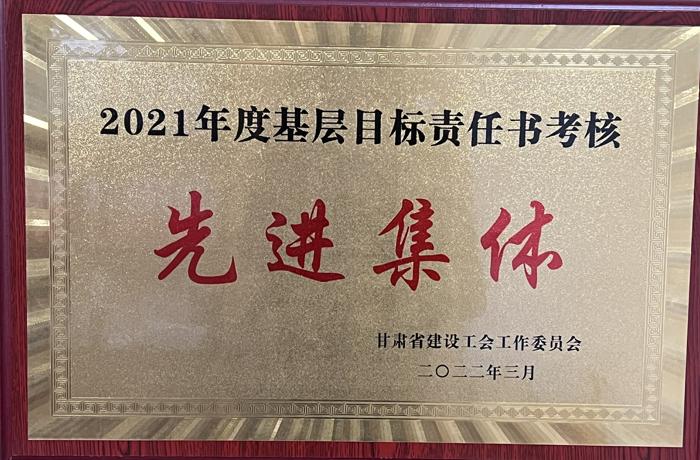 2021年度基层目标责任书考核
先进集体
甘肃省建设工会工作委员会
二〇二二年三月